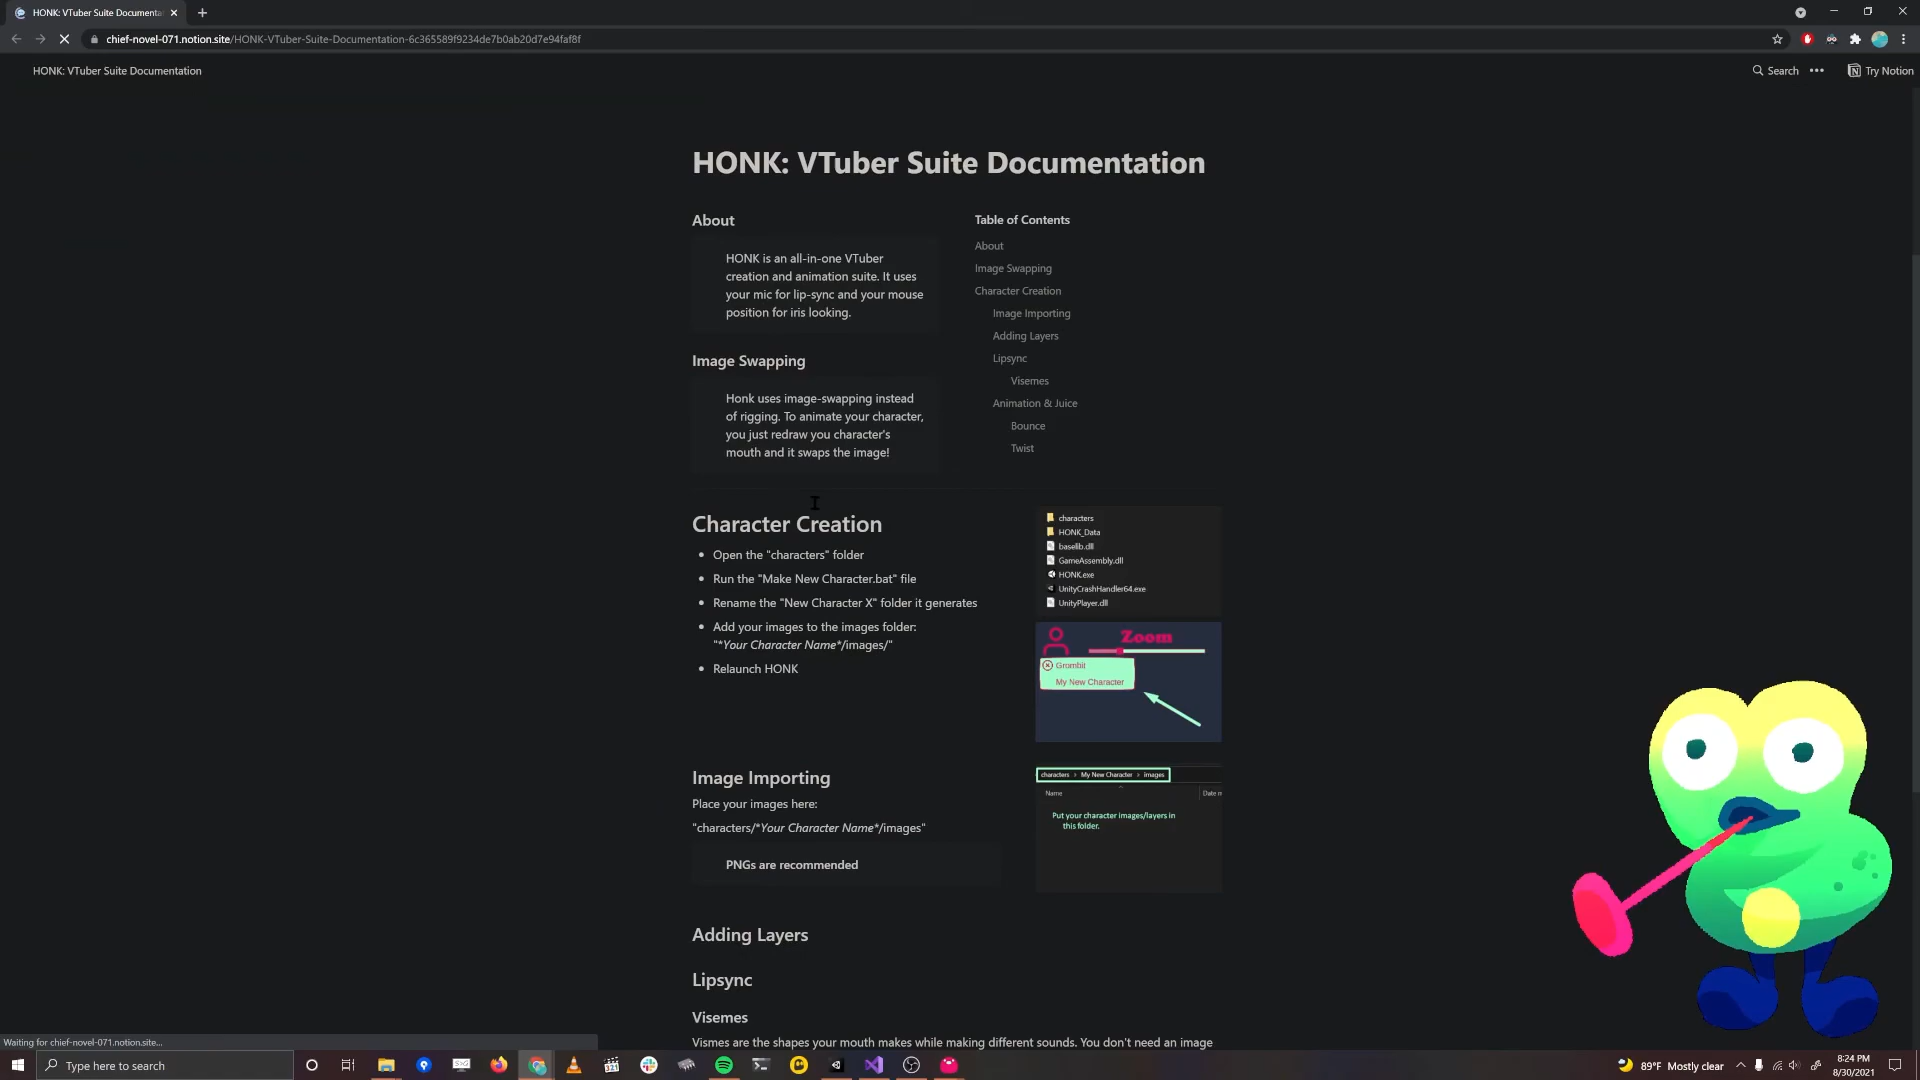 HONK: VTuber Suite Documenta
chief-novel-071.notion.site/HONK-VTuber-Suite-Documentation-6c365589f9234de7b0ab20d7e94faf8f
HONK: VTuber Suite Documentation
Search
Try Notion
HONK: VTuber Suite Documentation
About
HONK is an all-in-one VTuber
creation and animation suite. It uses
your mic for lip-sync and your mouse
position for iris looking.
Image Swapping
Honk uses image-swapping instead
of rigging. To animate your character,
you just redraw you character's
mouth and it swaps the image!
Table of Contents
About
Image Swapping
Character Creation
Image Importing
Adding Layers
Lipsync
Visemes
Animation & Juice
Bounce
Twist
Character Creation
• Open the "characters" folder
• Run the "Make New Character.bat" file
• Rename the "New Character X" folder it generates
• Add your images to the images folder:
"*Your Character Name*/images/"
• Relaunch HONK
characters
HONK_Data
baselib.dll
GameAssembly.dll
HONK.exe
UnityCrashHandler64.exe
UnityPlayer.dll
Zoom
Grombit
My New Character
Image Importing
Place your images here:
"characters/*Your Character Name*/images"
PNGs are recommended
characters › My New Character › images
Name
Date m
Put your character images/layers in
this folder.
Adding Layers
Lipsync
Visemes
Vismes are the shapes your mouth makes while making different sounds. You don't need an image
Waiting for chief-novel-071.notion.site...
Type here to search
SVG
321
89°F Mostly clear
8:24 PM
8/30/2021